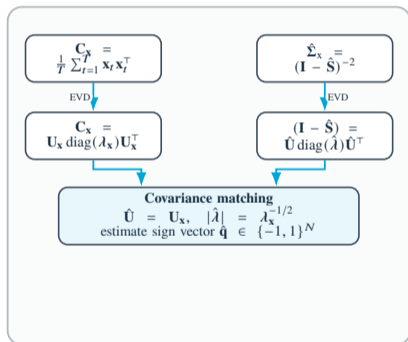 C_x =
1/T Σ_{t=1}^{T} x_t x_t^⊤
Σ̂_x =
(I − Ŝ)^{−2}
EVD
EVD
C_x =
U_x diag(λ_x)U_x^⊤
(I − Ŝ) =
Û diag(λ̂)Û^⊤
Covariance matching
Û = U_x, |λ̂| = λ_x^{−1/2}
estimate sign vector q̂ ∈ {−1, 1}^N